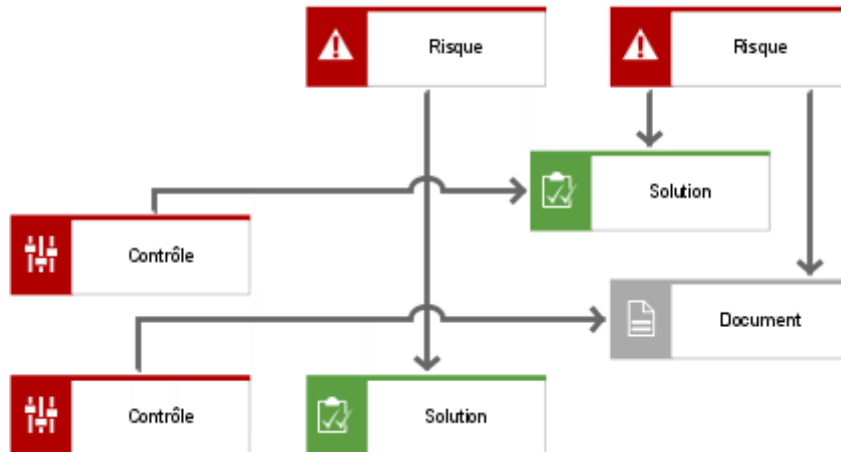 Risque
Risque
Solution
Contrôle
Document
Contrôle
Solution